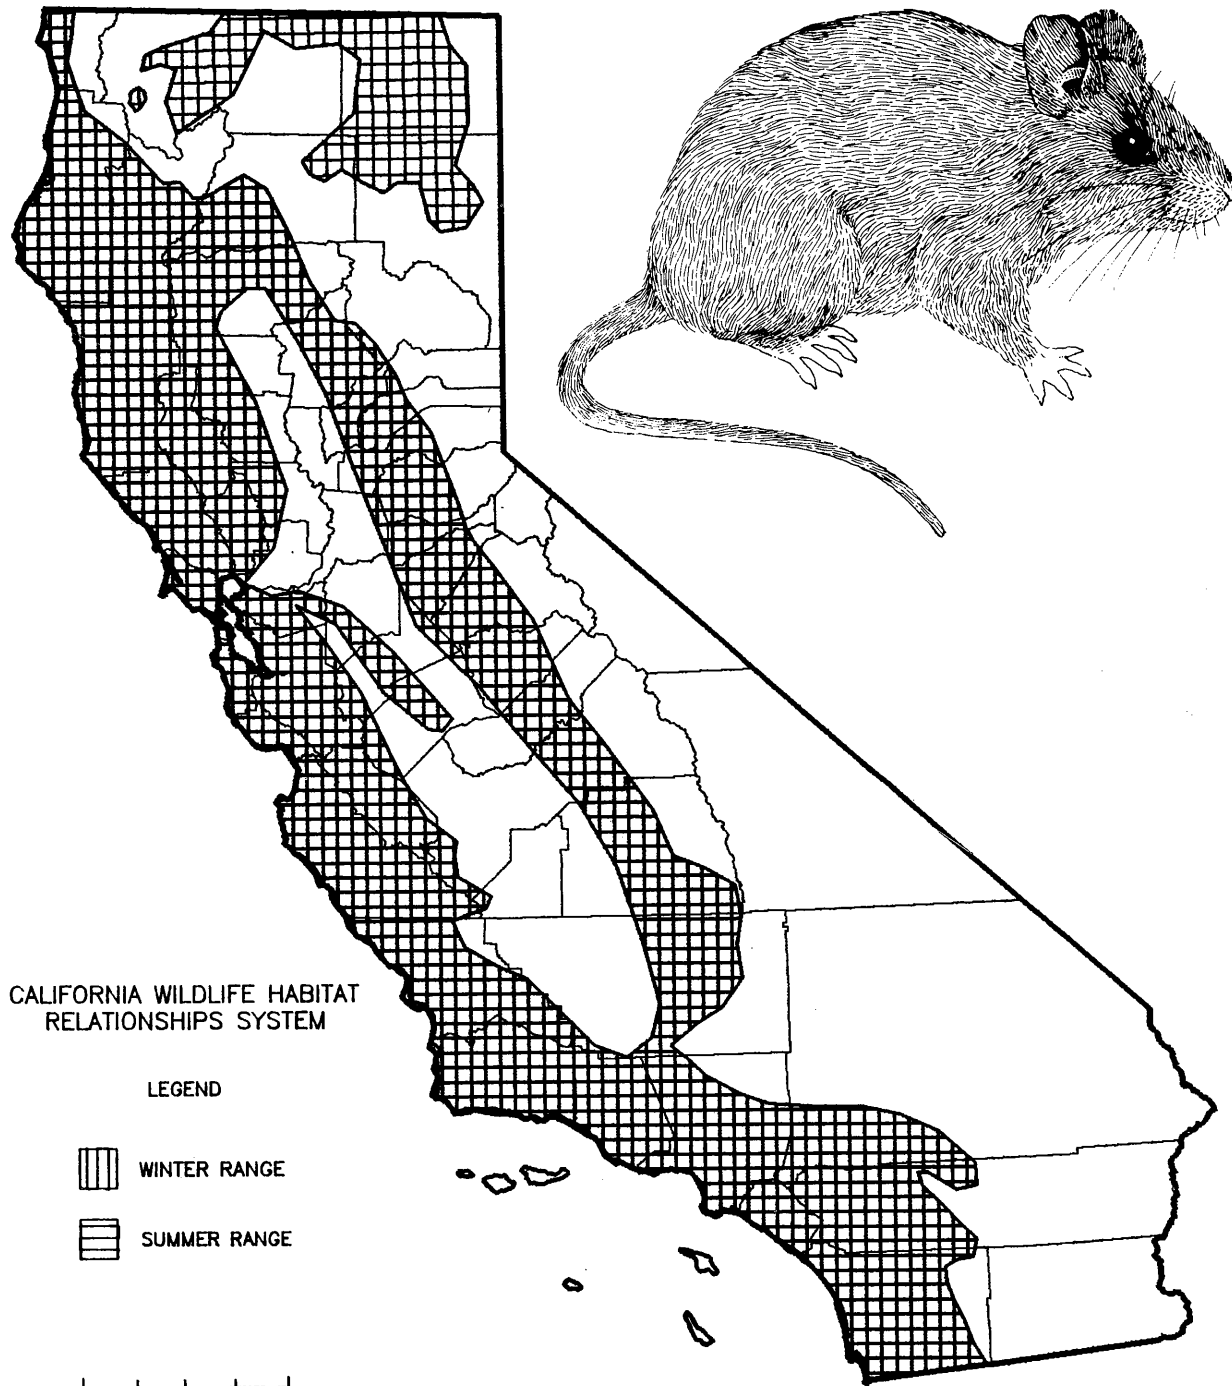 CALIFORNIA WILDLIFE HABITAT
RELATIONSHIPS SYSTEM
LEGEND
WINTER RANGE
SUMMER RANGE